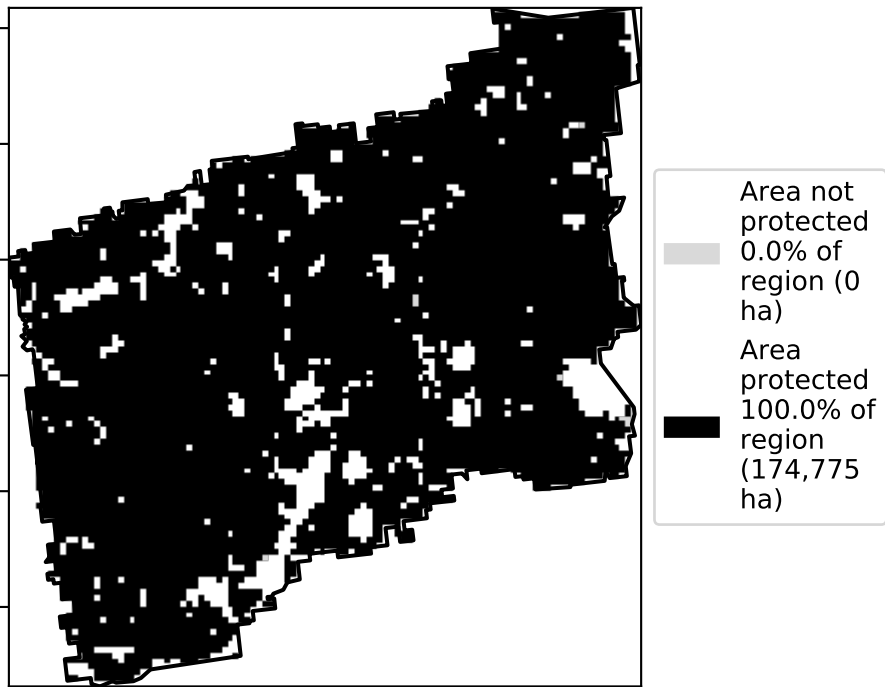 Area not
protected
0.0% of
region (0
ha)
Area
protected
100.0% of
region
(174,775
ha)